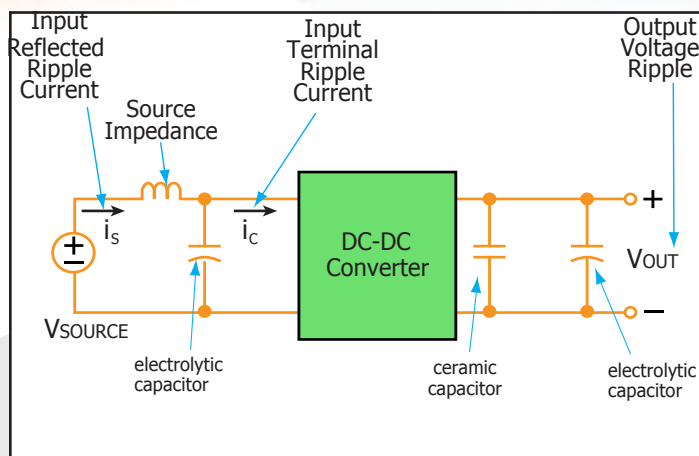 Input
Reflected
Ripple
Current
Input
Terminal
Ripple
Current
Output
Voltage
Ripple
Source
Impedance
iS
iC
DC-DC
Converter
+
−
+
−
VOUT
VSOURCE
electrolytic
capacitor
ceramic
capacitor
electrolytic
capacitor